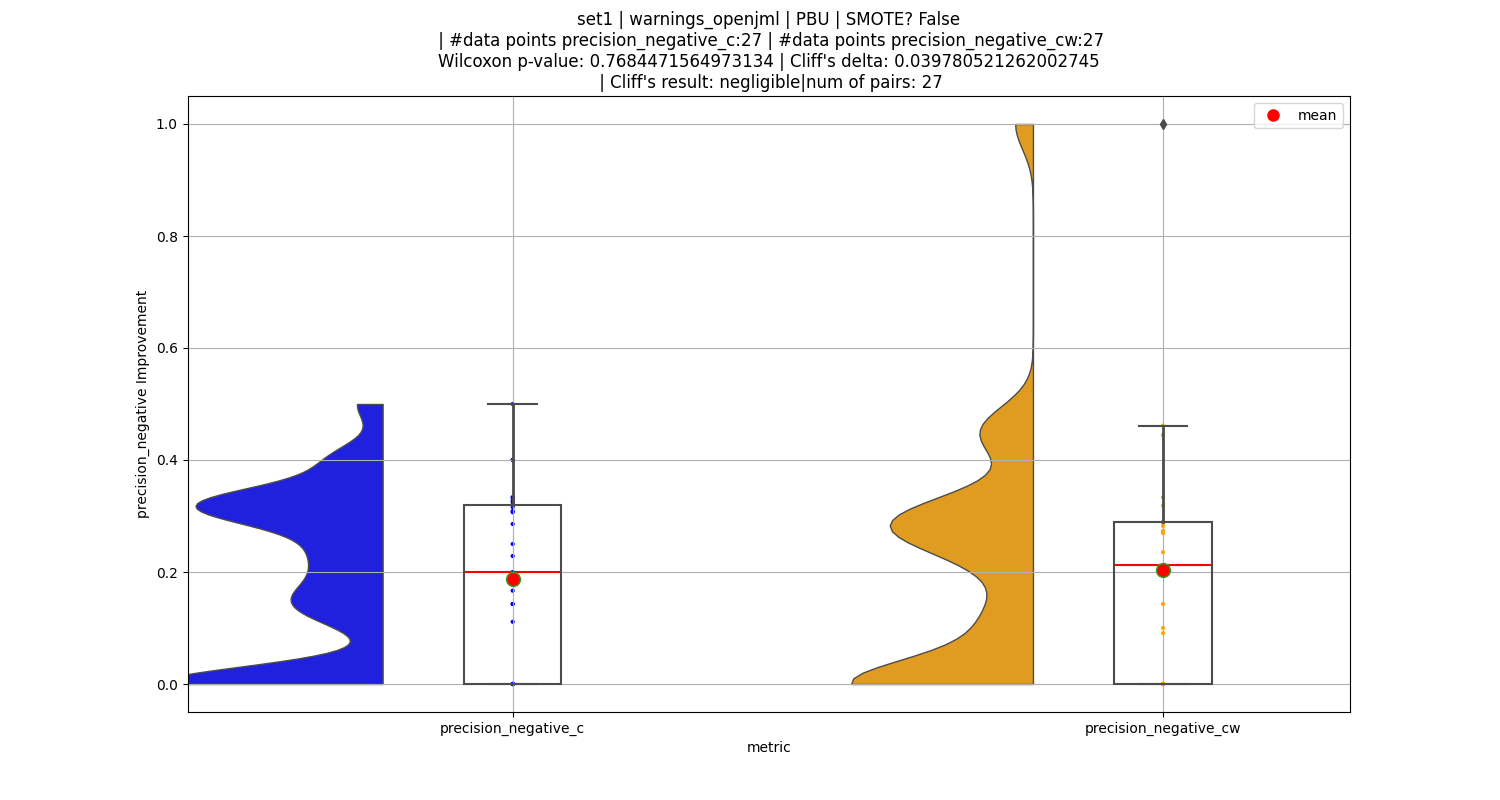 set1 | warnings_openjml | PBU | SMOTE? False
| #data points precision_negative_c:27 | #data points precision_negative_cw:27
Wilcoxon p-value: 0.7684471564973134 | Cliff's delta: 0.039780521262002745
| Cliff's result: negligible|num of pairs: 27
mean
1.0
0.8
0.6
0.4
0.2
0.0
precision_negative Improvement
precision_negative_c
precision_negative_cw
metric